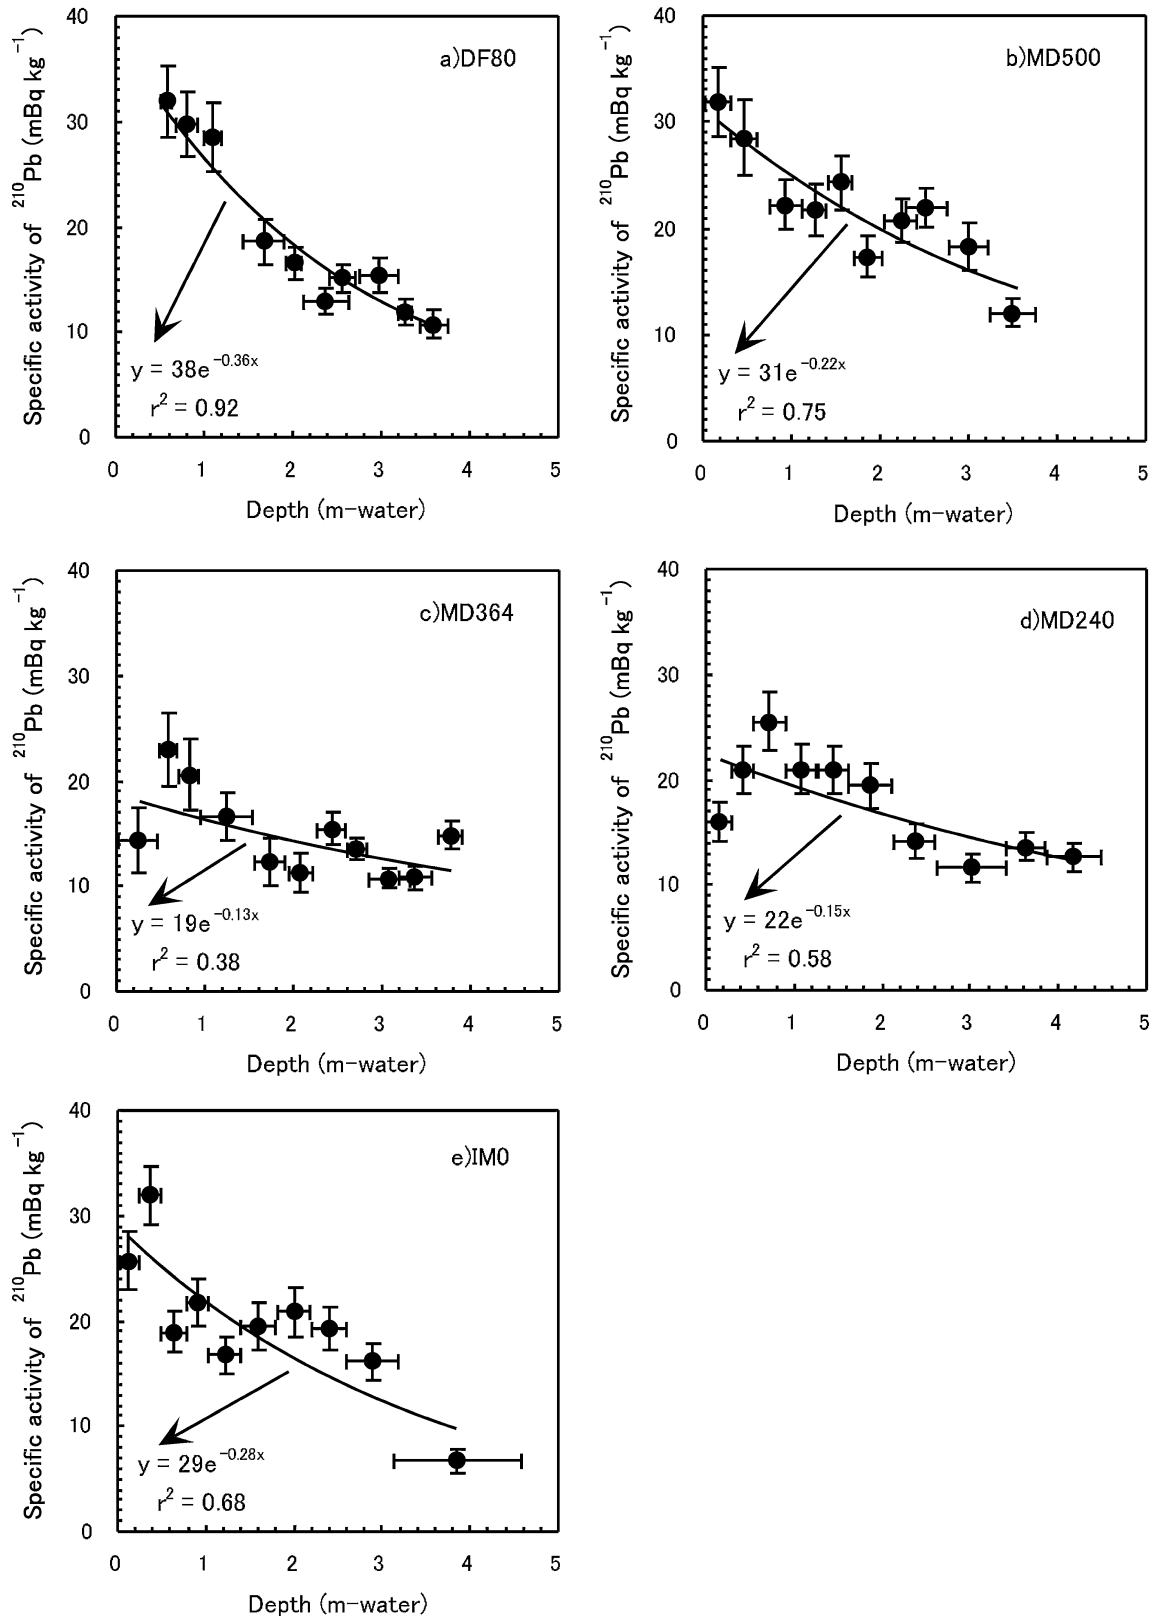 a)DF80
Specific activity of ²¹⁰Pb (mBq kg⁻¹)
40
30
20
10
0
y = 38e⁻⁰·³⁶ˣ
r² = 0.92
0 1 2 3 4 5
Depth (m-water)
b)MD500
Specific activity of ²¹⁰Pb (mBq kg⁻¹)
40
30
20
10
0
y = 31e⁻⁰·²²ˣ
r² = 0.75
0 1 2 3 4 5
Depth (m-water)
c)MD364
Specific activity of ²¹⁰Pb (mBq kg⁻¹)
40
30
20
10
0
y = 19e⁻⁰·¹³ˣ
r² = 0.38
0 1 2 3 4 5
Depth (m-water)
d)MD240
Specific activity of ²¹⁰Pb (mBq kg⁻¹)
40
30
20
10
0
y = 22e⁻⁰·¹⁵ˣ
r² = 0.58
0 1 2 3 4 5
Depth (m-water)
e)IM0
Specific activity of ²¹⁰Pb (mBq kg⁻¹)
40
30
20
10
0
y = 29e⁻⁰·²⁸ˣ
r² = 0.68
0 1 2 3 4 5
Depth (m-water)